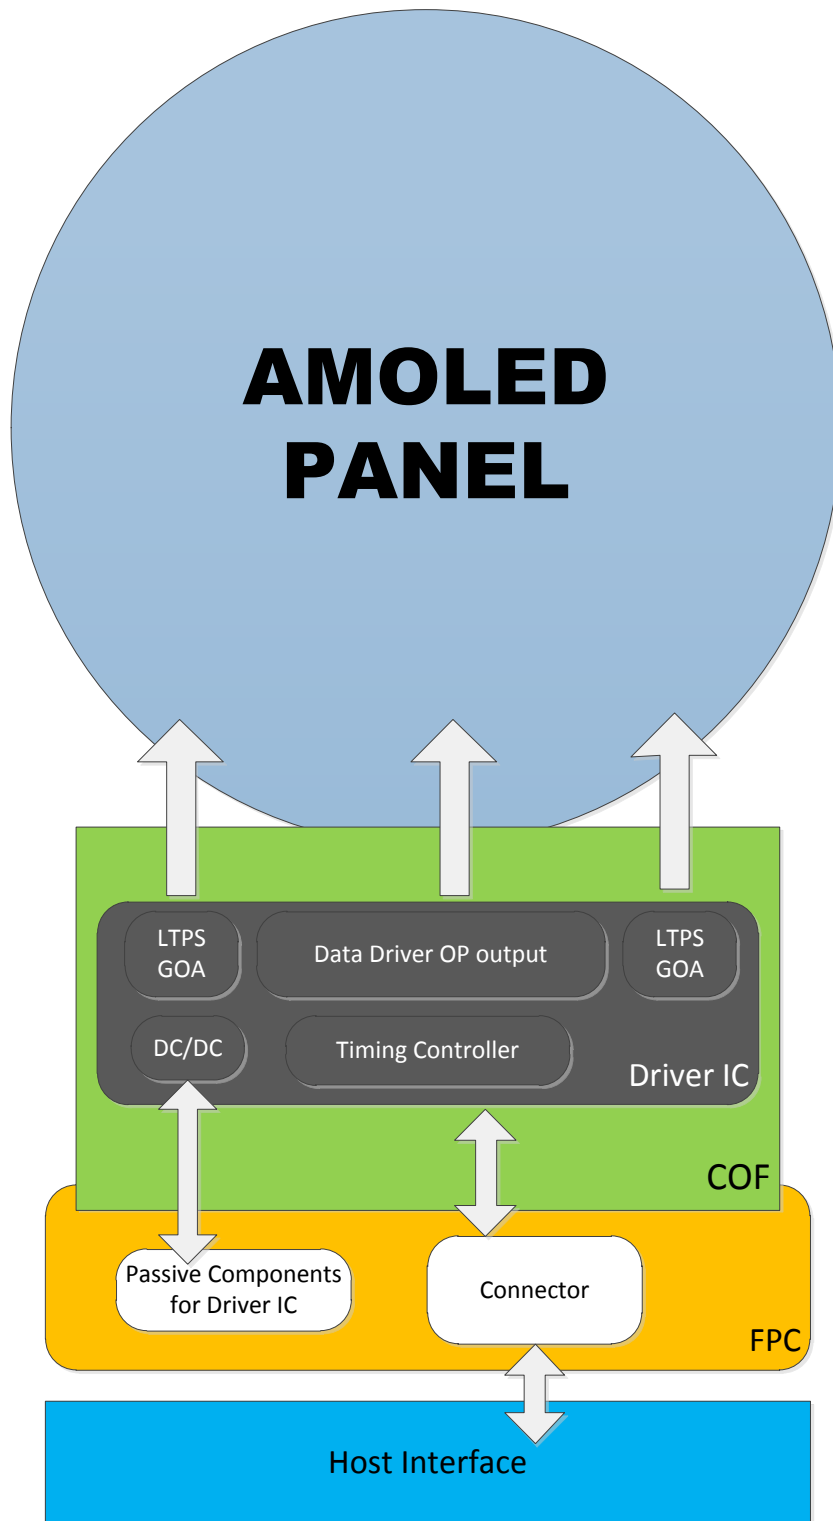 AMOLED
PANEL
LTPS
GOA
Data Driver OP output
LTPS
GOA
DC/DC
Timing Controller
Driver IC
COF
Passive Components
for Driver IC
Connector
FPC
Host Interface